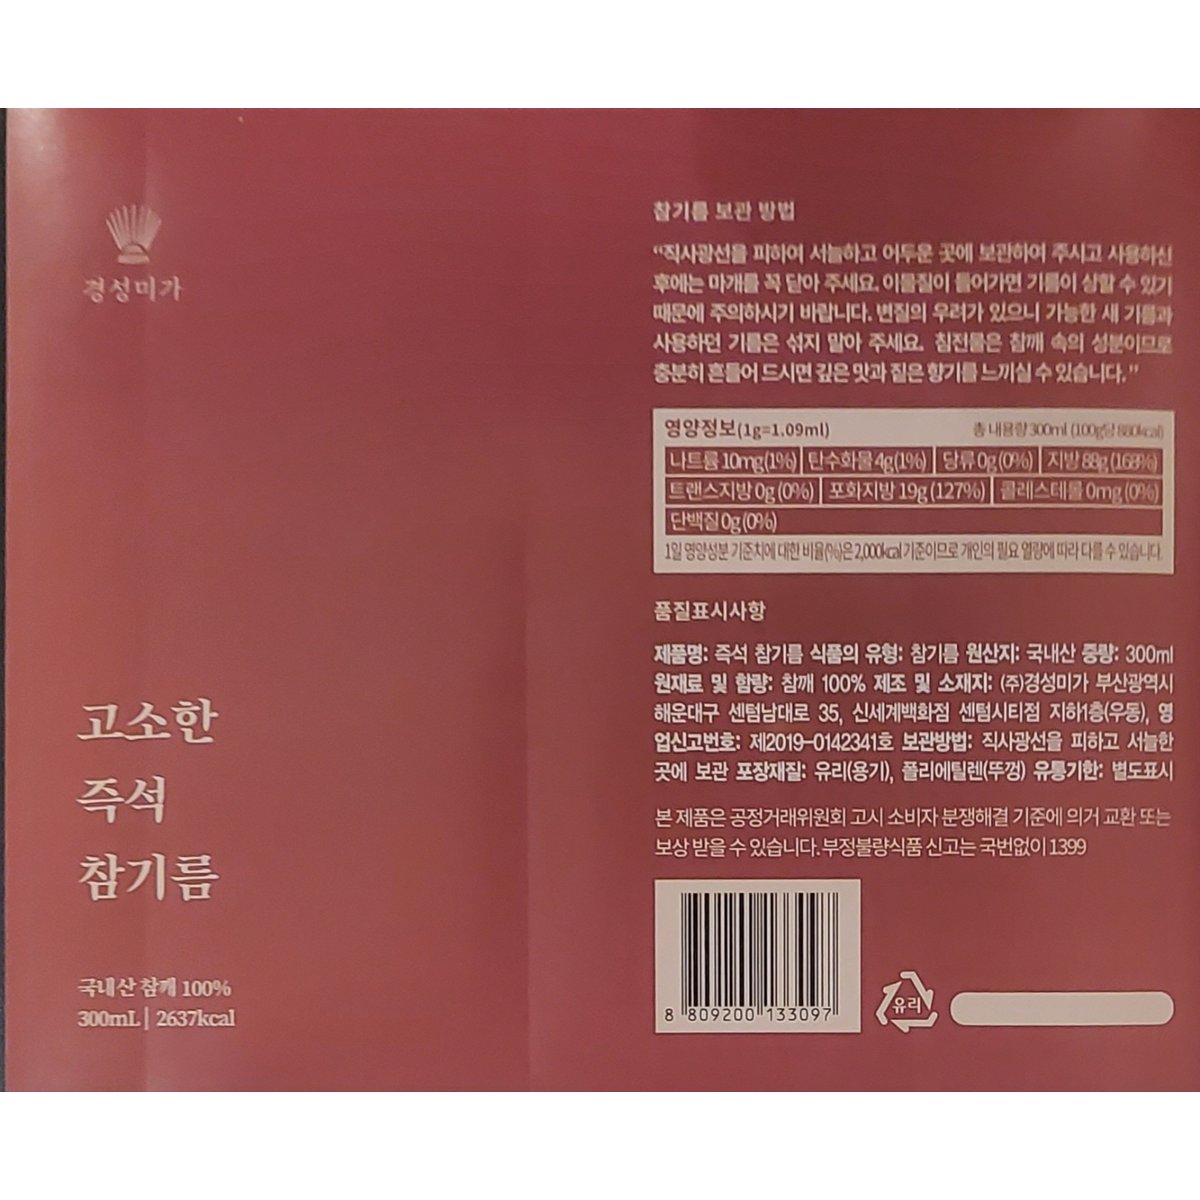 경성미가
고소한
즉석
참기름
국내산 참깨 100%
300mL | 2637kcal
참기름 보관 방법
“직사광선을 피하여 서늘하고 어두운 곳에 보관하여 주시고 사용하신
후에는 마개를 꼭 닫아 주세요. 이물질이 들어가면 기름이 상할 수 있기
때문에 주의하시기 바랍니다. 변질의 우려가 있으니 가능한 새 기름과
사용하던 기름은 섞지 말아 주세요. 침전물은 참깨 속의 성분이므로
충분히 흔들어 드시면 깊은 맛과 짙은 향기를 느끼실 수 있습니다.”
영양정보(1g=1.09ml) 총 내용량 300ml (100g당 880kcal)
나트륨 10mg(1%) 탄수화물 4g(1%) 당류 0g (0%) 지방 88g (168%)
트랜스지방 0g (0%) 포화지방 19g (127%) 콜레스테롤 0mg (0%)
단백질 0g (0%)
1일 영양성분 기준치에 대한 비율(%)은 2,000kcal 기준이므로 개인의 필요 열량에 따라 다를 수 있습니다.
품질표시사항
제품명: 즉석 참기름 식품의 유형: 참기름 원산지: 국내산 중량: 300ml
원재료 및 함량: 참깨 100% 제조 및 소재지: (주)경성미가 부산광역시
해운대구 센텀남대로 35, 신세계백화점 센텀시티점 지하1층(우동), 영
업신고번호: 제2019-0142341호 보관방법: 직사광선을 피하고 서늘한
곳에 보관 포장재질: 유리(용기), 폴리에틸렌(뚜껑) 유통기한: 별도표시
본 제품은 공정거래위원회 고시 소비자 분쟁해결 기준에 의거 교환 또는
보상 받을 수 있습니다. 부정불량식품 신고는 국번없이 1399
8 809200 133097
유리